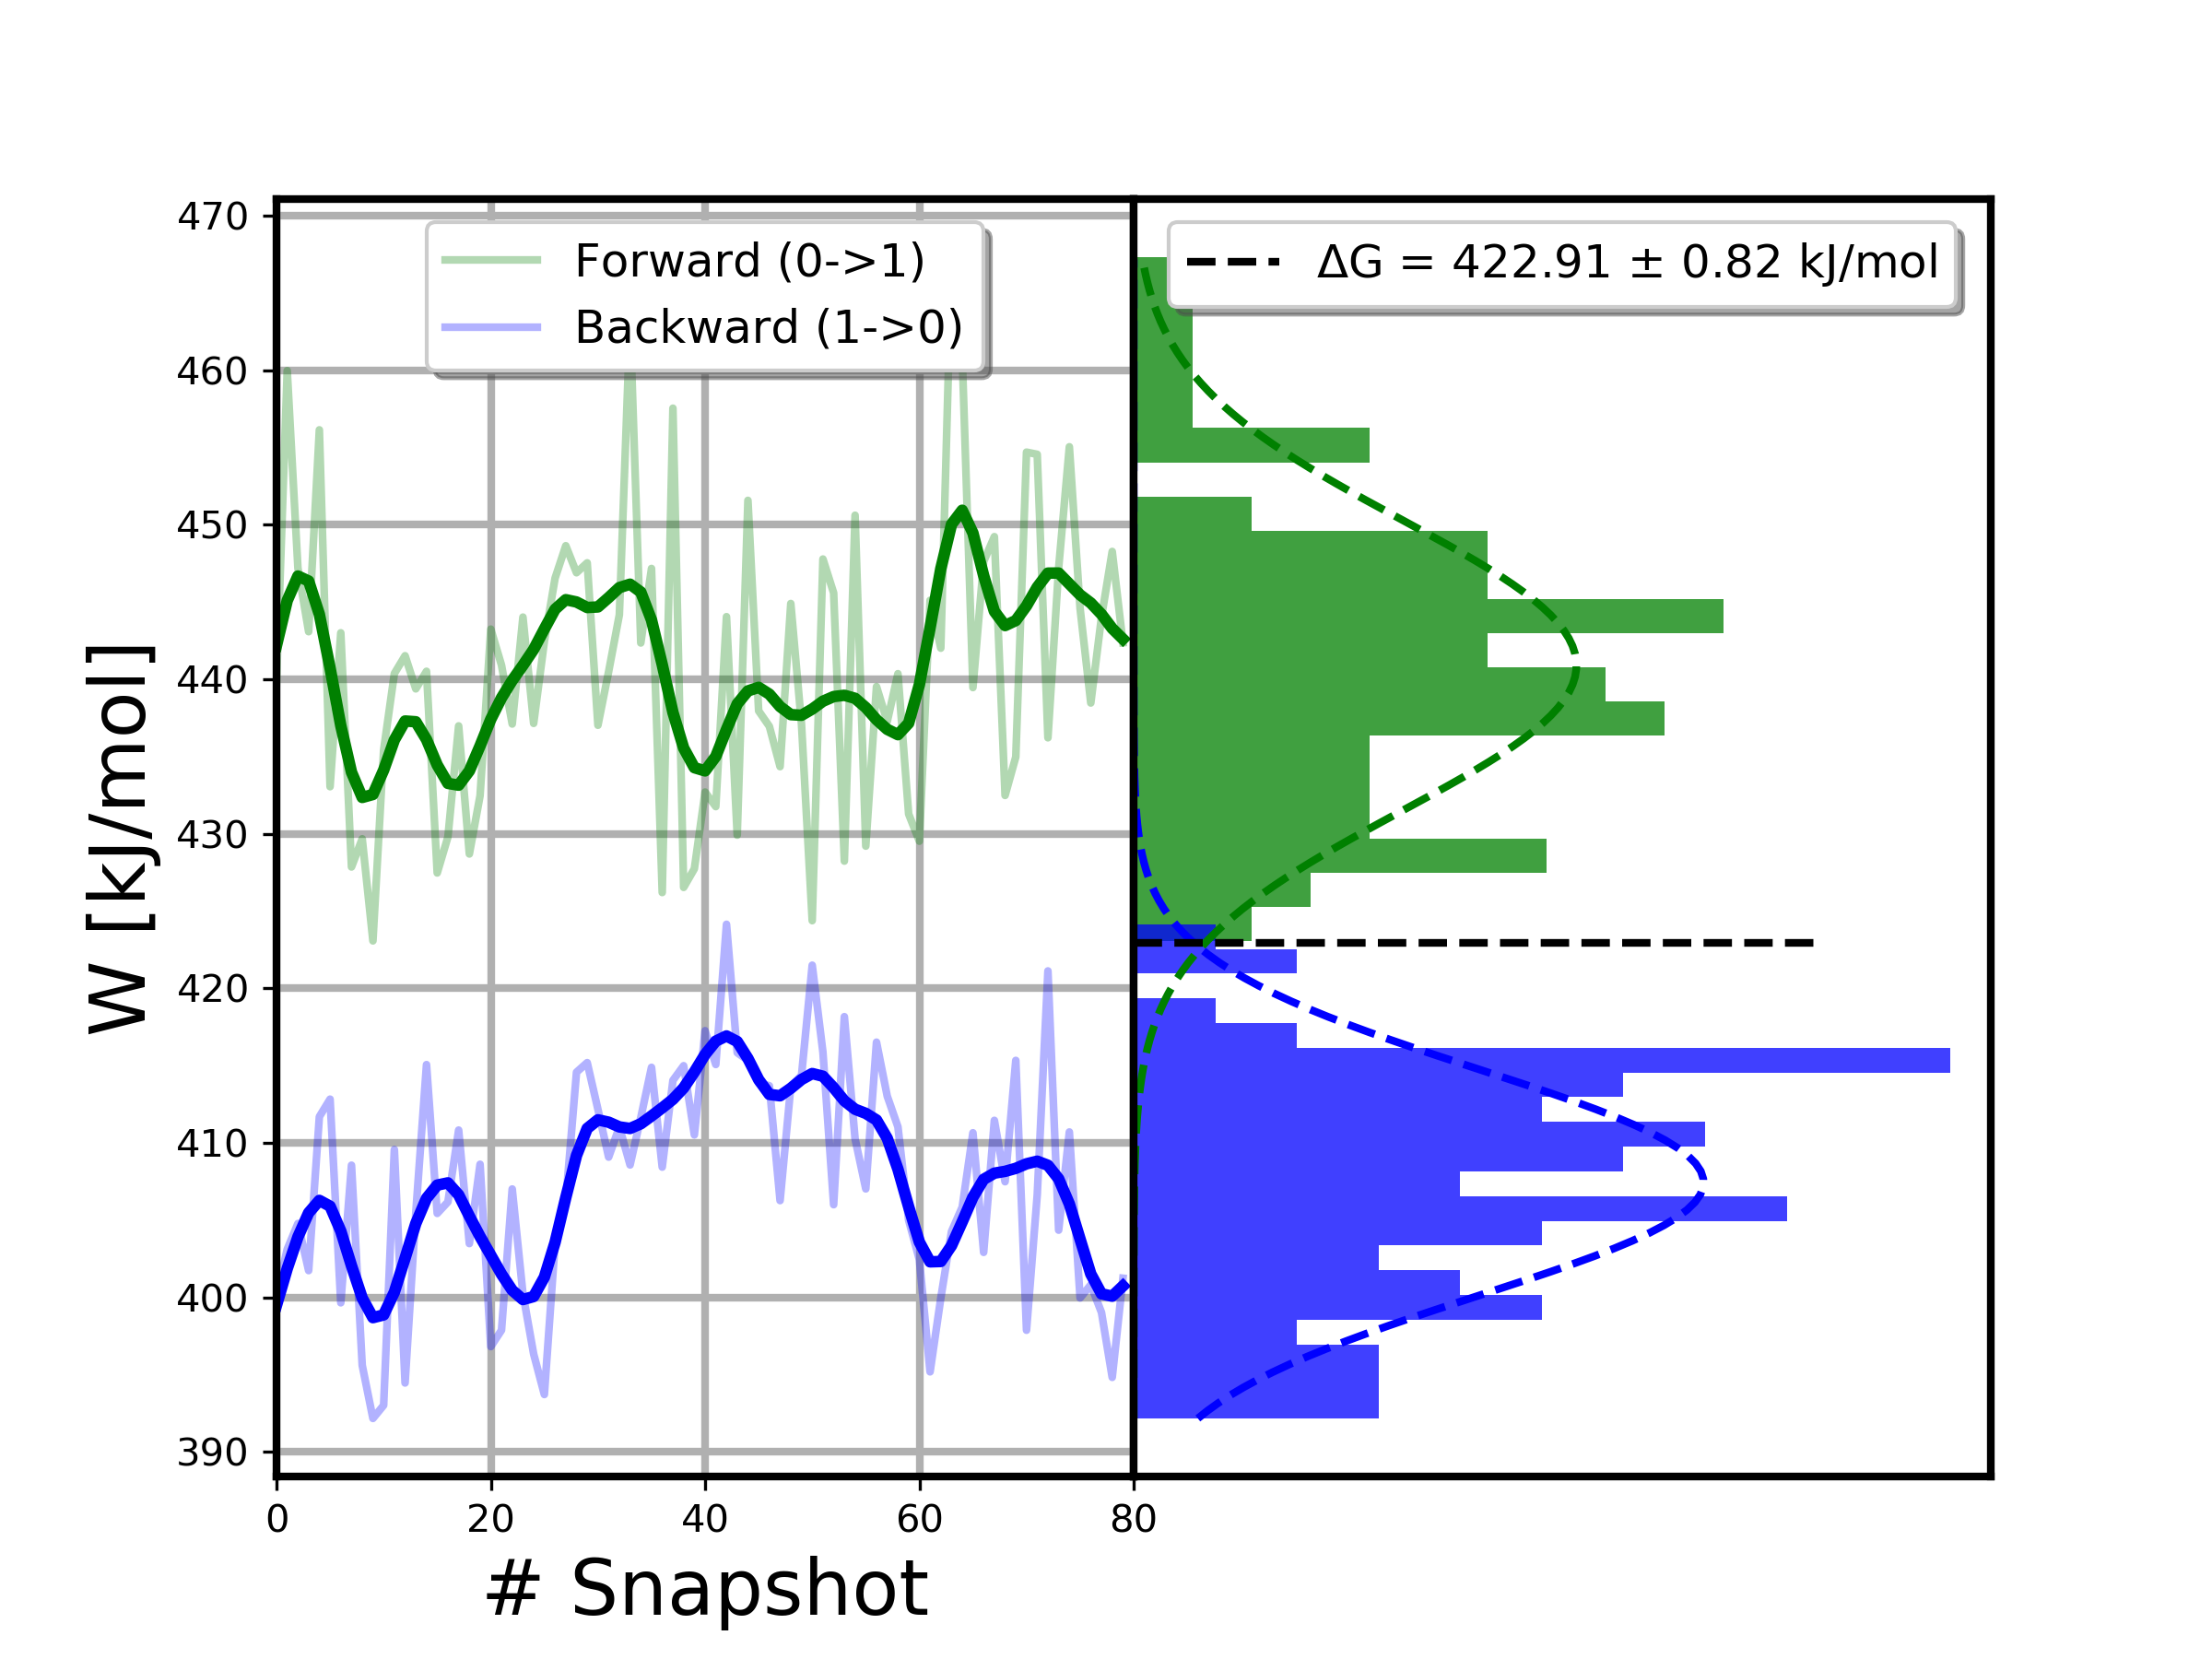 470
460
450
440
430
420
410
400
390
W [kJ/mol]
Forward (0->1)
Backward (1->0)
ΔG = 422.91 ± 0.82 kJ/mol
0 20 40 60 80
# Snapshot